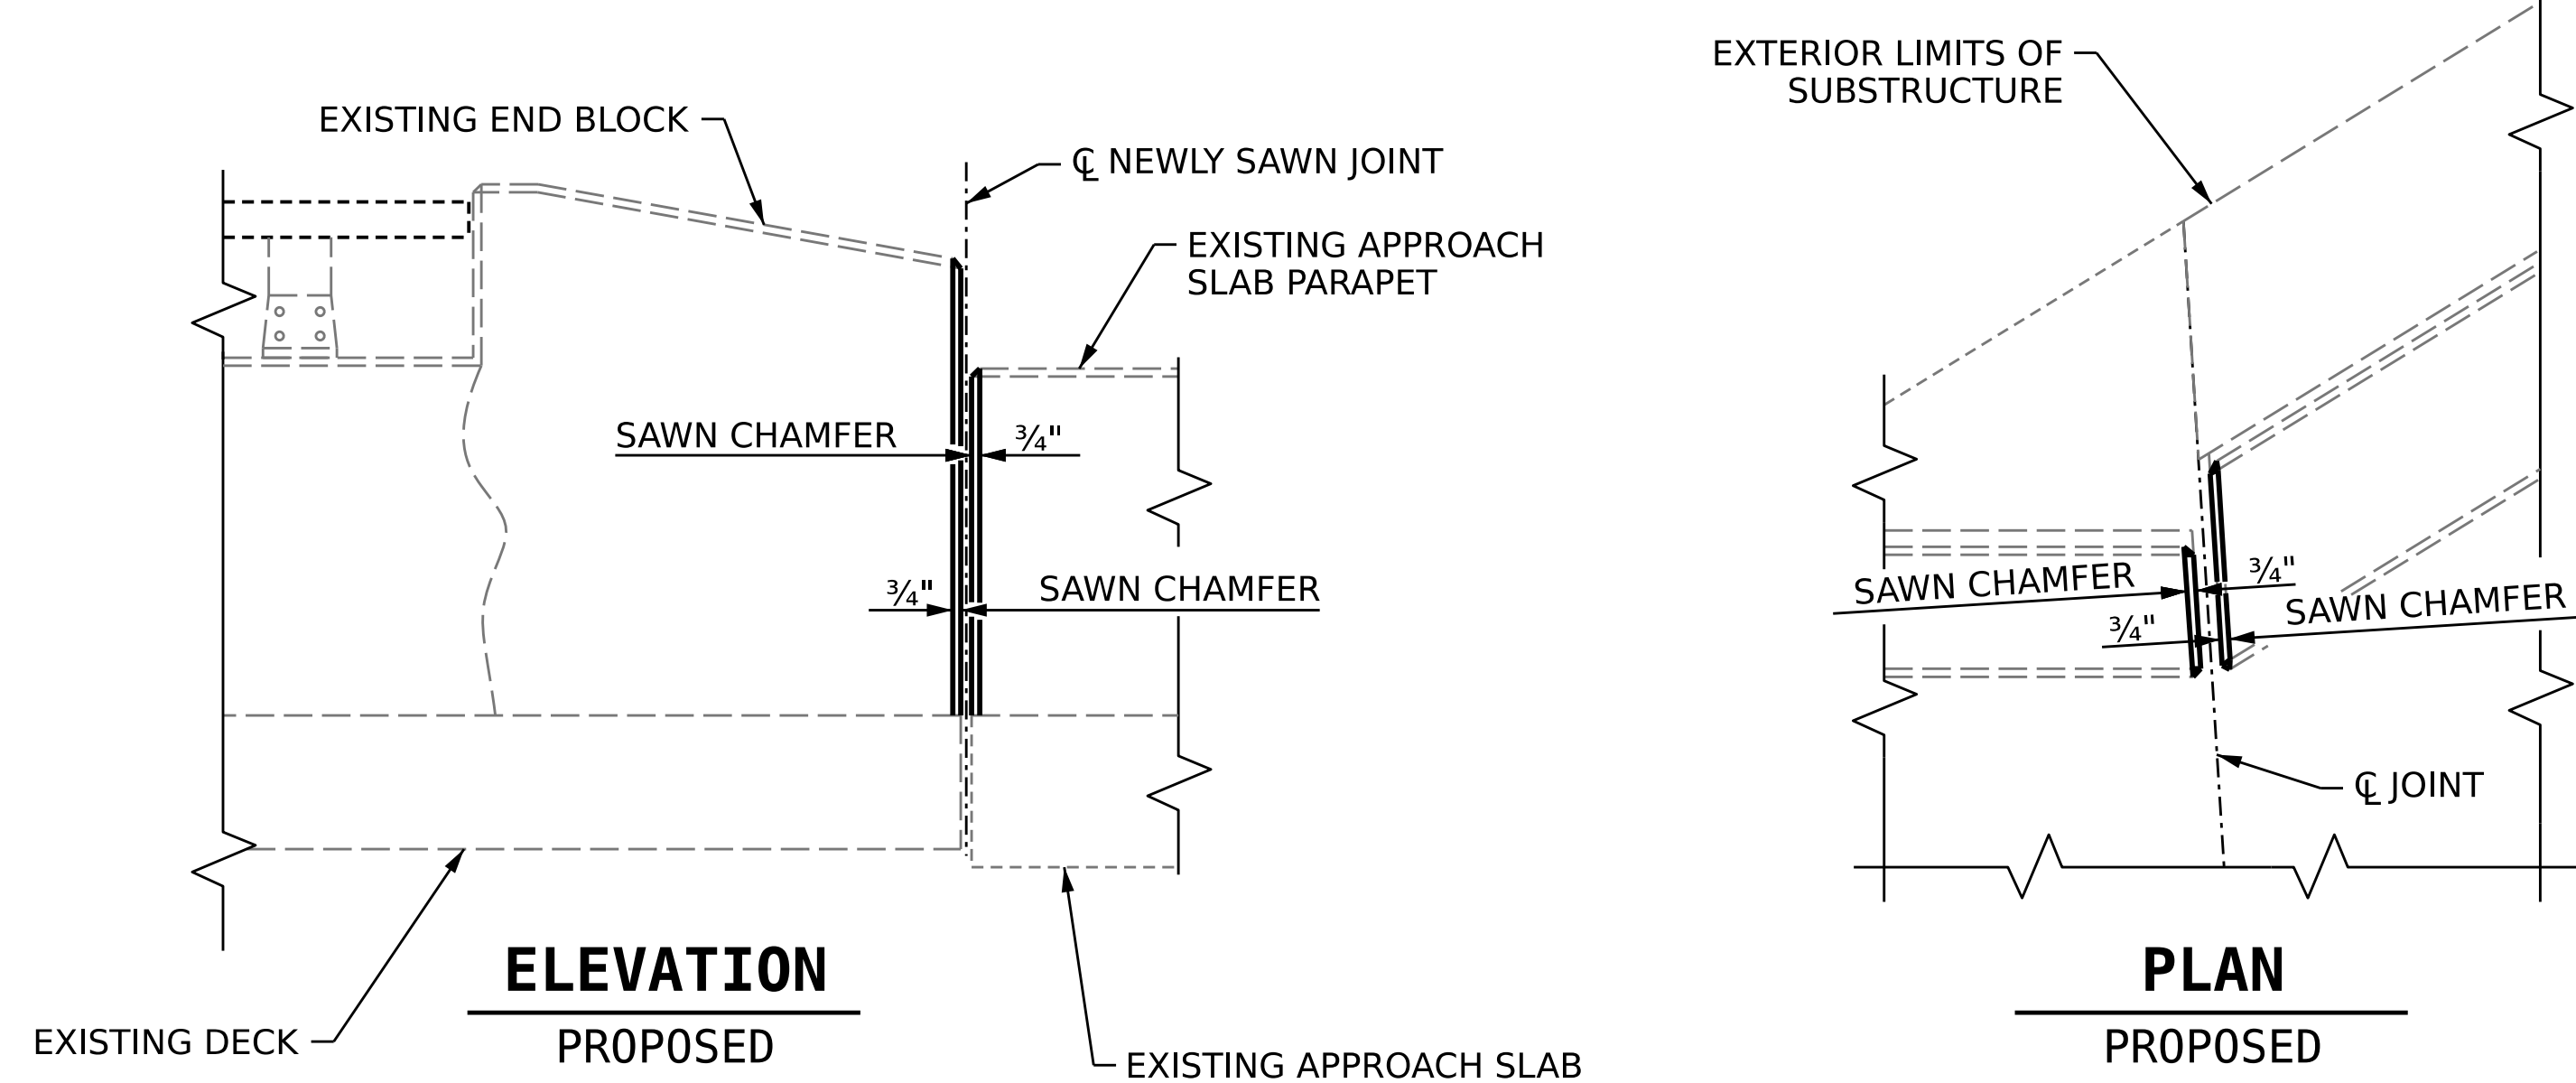 EXISTING END BLOCK
℄ NEWLY SAWN JOINT
EXISTING APPROACH
SLAB PARAPET
SAWN CHAMFER
¾"
¾"
SAWN CHAMFER
EXISTING DECK
EXISTING APPROACH SLAB
ELEVATION
PROPOSED
EXTERIOR LIMITS OF
SUBSTRUCTURE
SAWN CHAMFER
¾"
¾"
SAWN CHAMFER
℄ JOINT
PLAN
PROPOSED